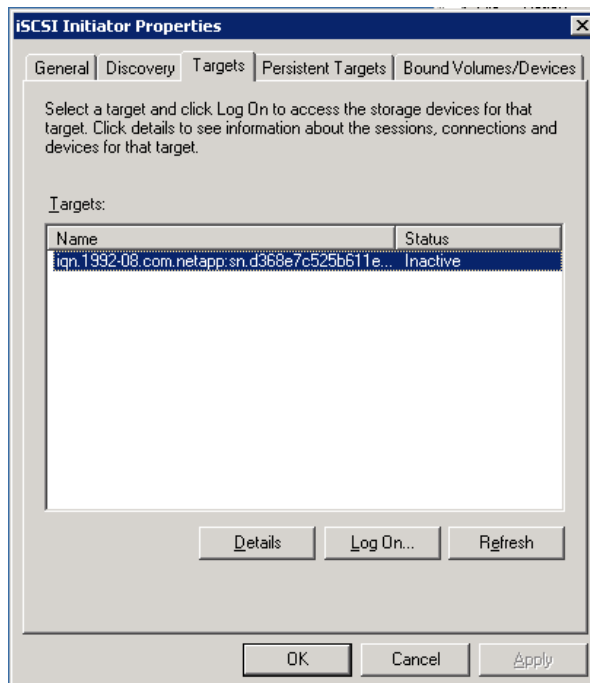 iSCSI Initiator Properties
General Discovery Targets Persistent Targets Bound Volumes/Devices
Select a target and click Log On to access the storage devices for that
target. Click details to see information about the sessions, connections and
devices for that target.
Targets:
Name Status
iqn.1992-08.com.netapp:sn.d368e7c525b611e... Inactive
Details Log On... Refresh
OK Cancel Apply